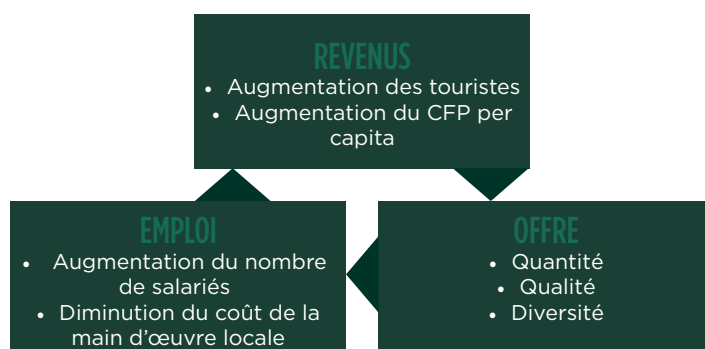 REVENUS
• Augmentation des touristes
• Augmentation du CFP per
capita
EMPLOI
• Augmentation du nombre
de salariés
• Diminution du coût de la
main d'œuvre locale
OFFRE
• Quantité
• Qualité
• Diversité